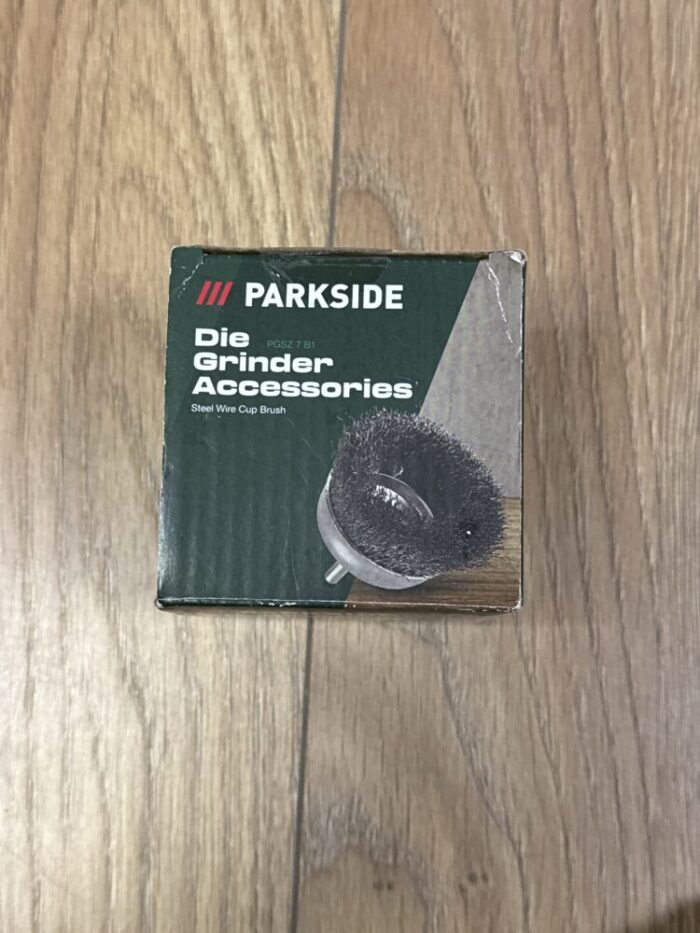 /// PARKSIDE
Die PGSZ 7 B1
Grinder
Accessories
Steel Wire Cup Brush